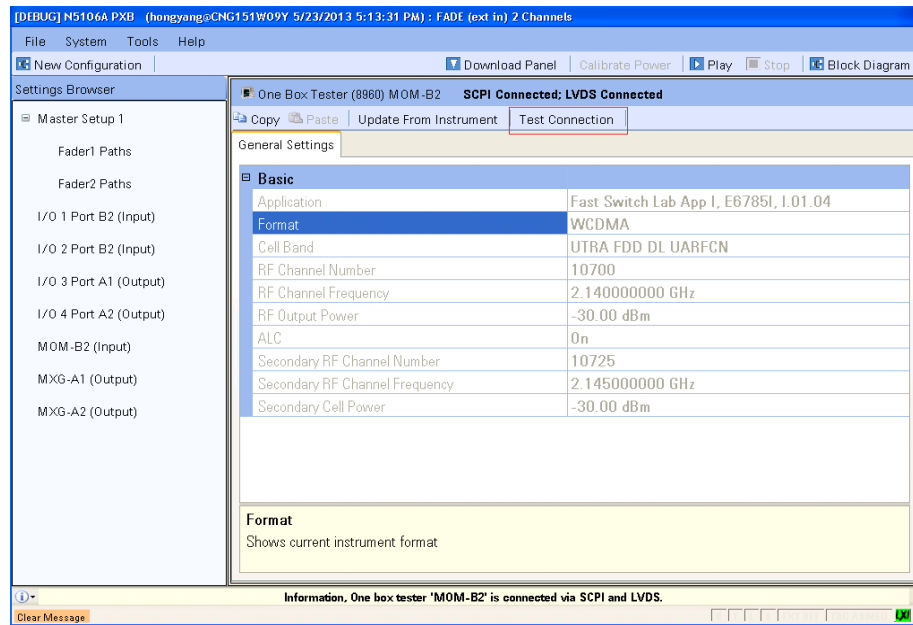 [DEBUG] N5106A PXB (hongyang@CNG151W09Y 5/23/2013 5:13:31 PM) : FADE (ext in) 2 Channels
File System Tools Help
New Configuration Download Panel Calibrate Power Play Stop Block Diagram
Settings Browser
One Box Tester (8960) MOM-B2 SCPI Connected; LVDS Connected
Copy Paste Update From Instrument Test Connection
General Settings
Master Setup 1
Fader1 Paths
Fader2 Paths
I/O 1 Port B2 (Input)
I/O 2 Port B2 (Input)
I/O 3 Port A1 (Output)
I/O 4 Port A2 (Output)
MOM-B2 (Input)
MXG-A1 (Output)
MXG-A2 (Output)
Basic
Application Fast Switch Lab App I, E6785I, I.01.04
Format WCDMA
Cell Band UTRA FDD DL UARFCN
RF Channel Number 10700
RF Channel Frequency 2.140000000 GHz
RF Output Power -30.00 dBm
ALC On
Secondary RF Channel Number 10725
Secondary RF Channel Frequency 2.145000000 GHz
Secondary Cell Power -30.00 dBm
Format
Shows current instrument format
Information, One box tester 'MOM-B2' is connected via SCPI and LVDS.
Clear Message
LXI